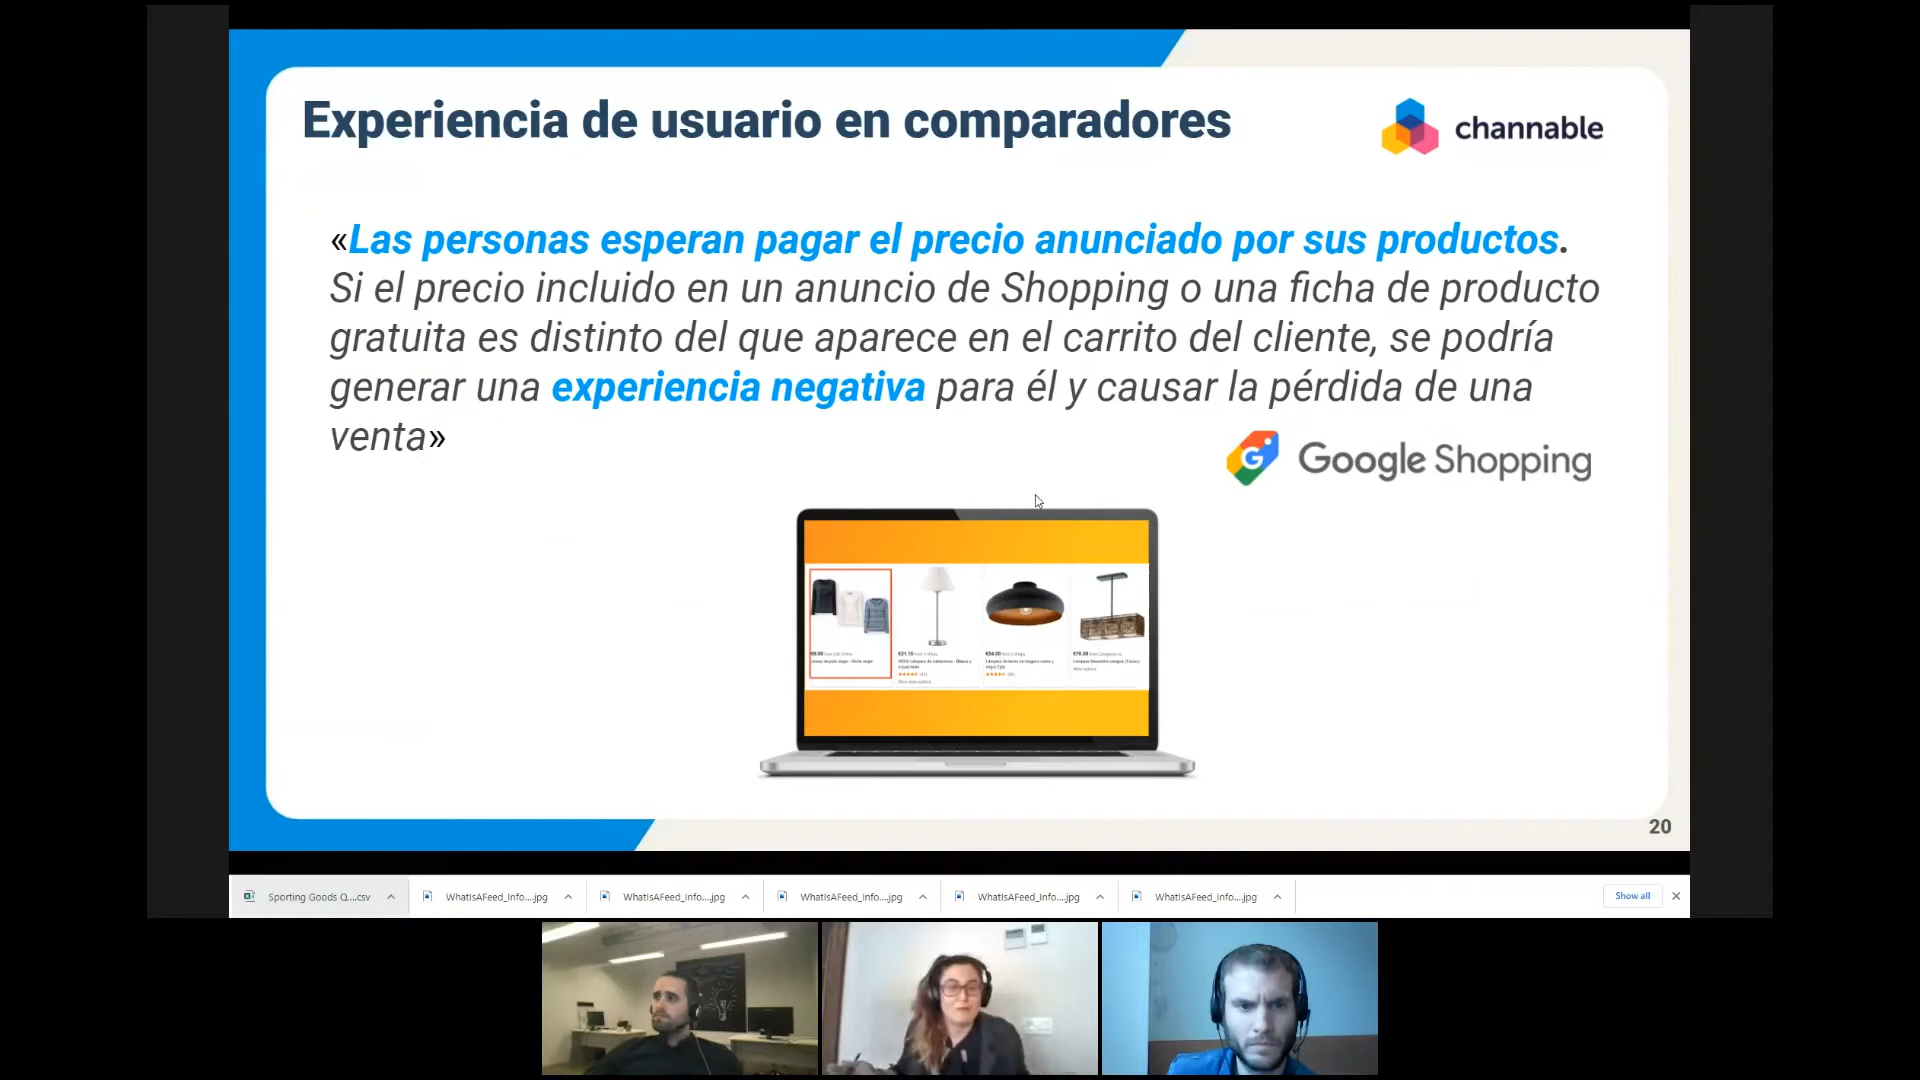 Experiencia de usuario en comparadores
channable
«Las personas esperan pagar el precio anunciado por sus productos.
Si el precio incluido en un anuncio de Shopping o una ficha de producto
gratuita es distinto del que aparece en el carrito del cliente, se podría
generar una experiencia negativa para él y causar la pérdida de una
venta»
Google Shopping
20
Sporting Goods Q....csv
WhatIsAFeed_Info....jpg
WhatIsAFeed_Info....jpg
WhatIsAFeed_Info....jpg
WhatIsAFeed_Info....jpg
WhatIsAFeed_Info....jpg
Show all